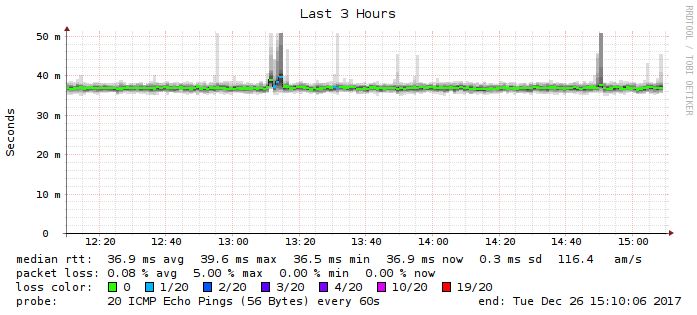 Last 3 Hours
RRDTOOL / TOBI OETIKER
Seconds
50 m
40 m
30 m
20 m
10 m
0
12:20 12:40 13:00 13:20 13:40 14:00 14:20 14:40 15:00
median rtt: 36.9 ms avg 39.6 ms max 36.5 ms min 36.9 ms now 0.3 ms sd 116.4 am/s
packet loss: 0.08 % avg 5.00 % max 0.00 % min 0.00 % now
loss color: 0 1/20 2/20 3/20 4/20 10/20 19/20
probe: 20 ICMP Echo Pings (56 Bytes) every 60s end: Tue Dec 26 15:10:06 2017